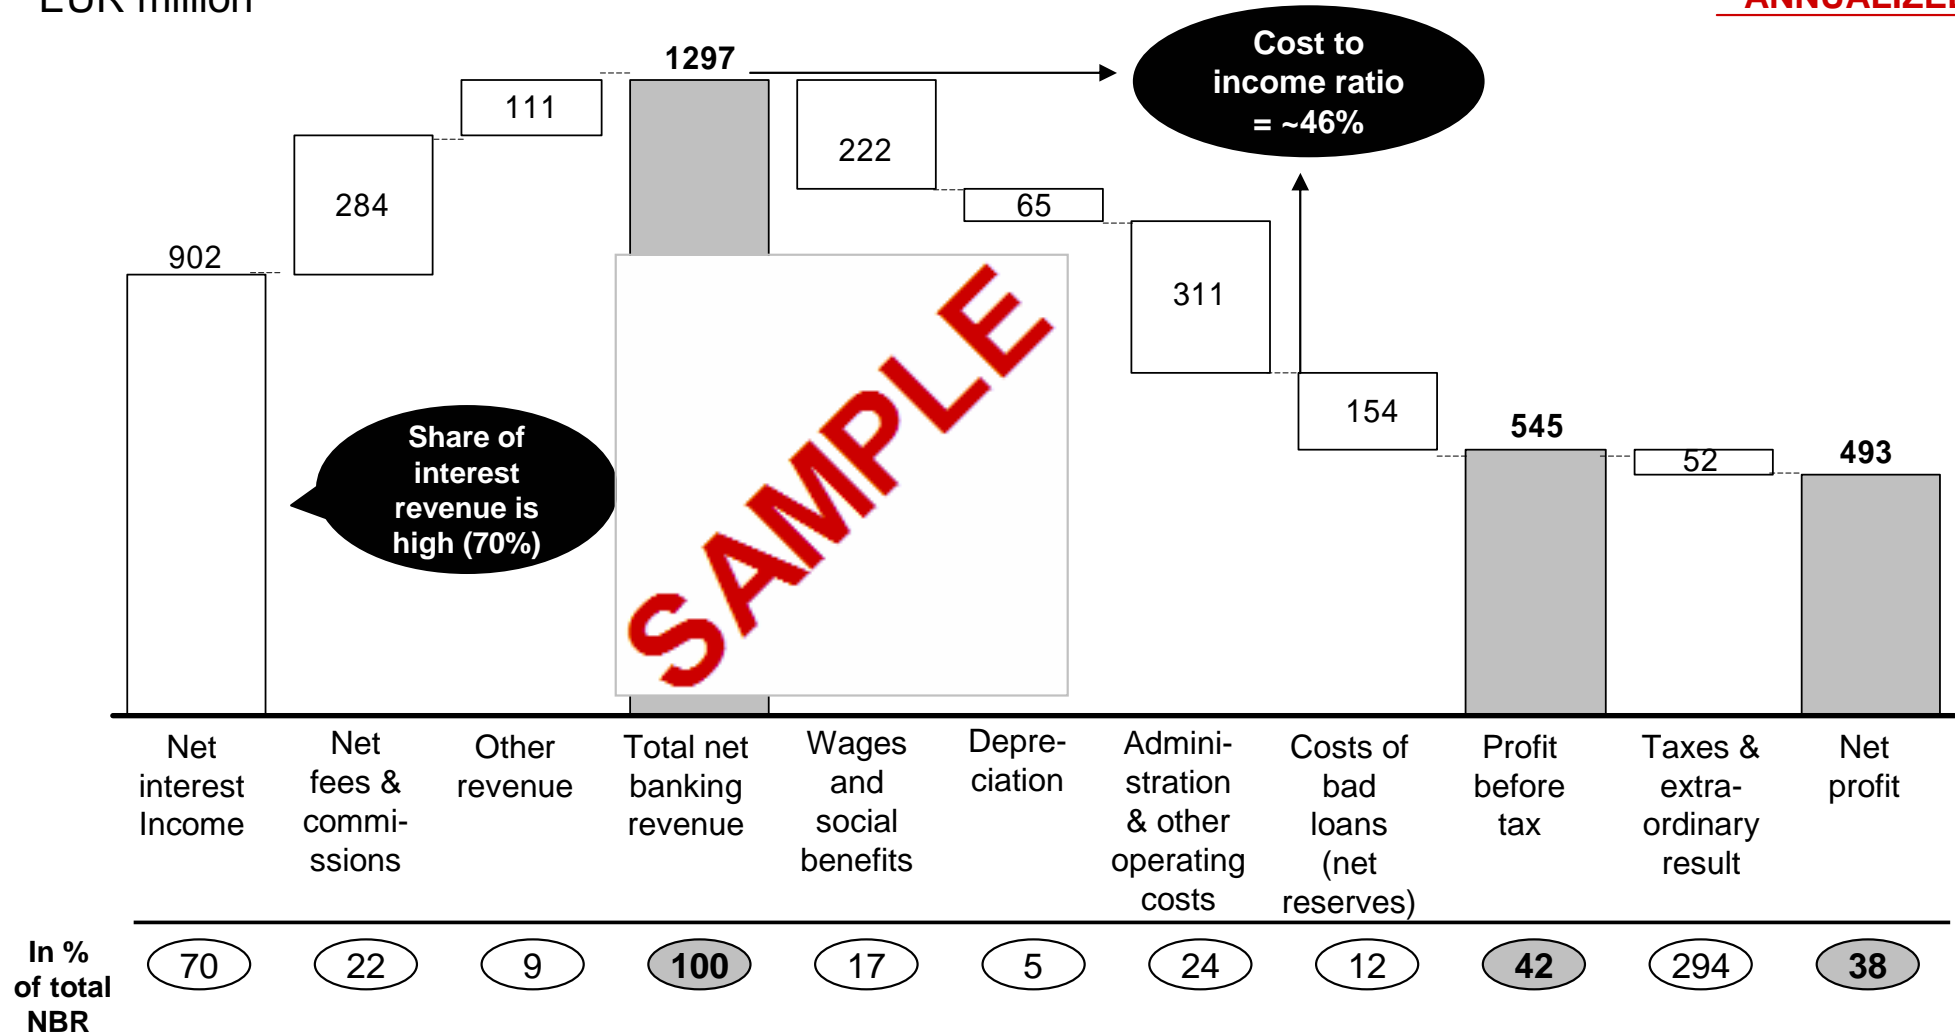 EUR million
ANNUALIZED
1297
Cost to
income ratio
= ~46%
111
222
284
65
902
311
154
545
52
493
Share of
interest
revenue is
high (70%)
SAMPLE
Net
interest
Income
Net
fees &
commi-
ssions
Other
revenue
Total net
banking
revenue
Wages
and
social
benefits
Depre-
ciation
Admini-
stration
& other
operating
costs
Costs of
bad
loans
(net
reserves)
Profit
before
tax
Taxes &
extra-
ordinary
result
Net
profit
In %
of total
NBR
70
22
9
100
17
5
24
12
42
294
38